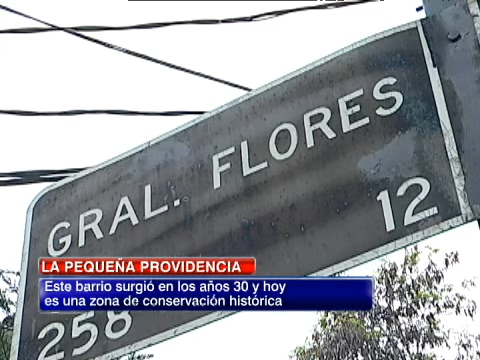 GRAL. FLORES
12
LA PEQUEÑA PROVIDENCIA
Este barrio surgió en los años 30 y hoy
es una zona de conservación histórica
258